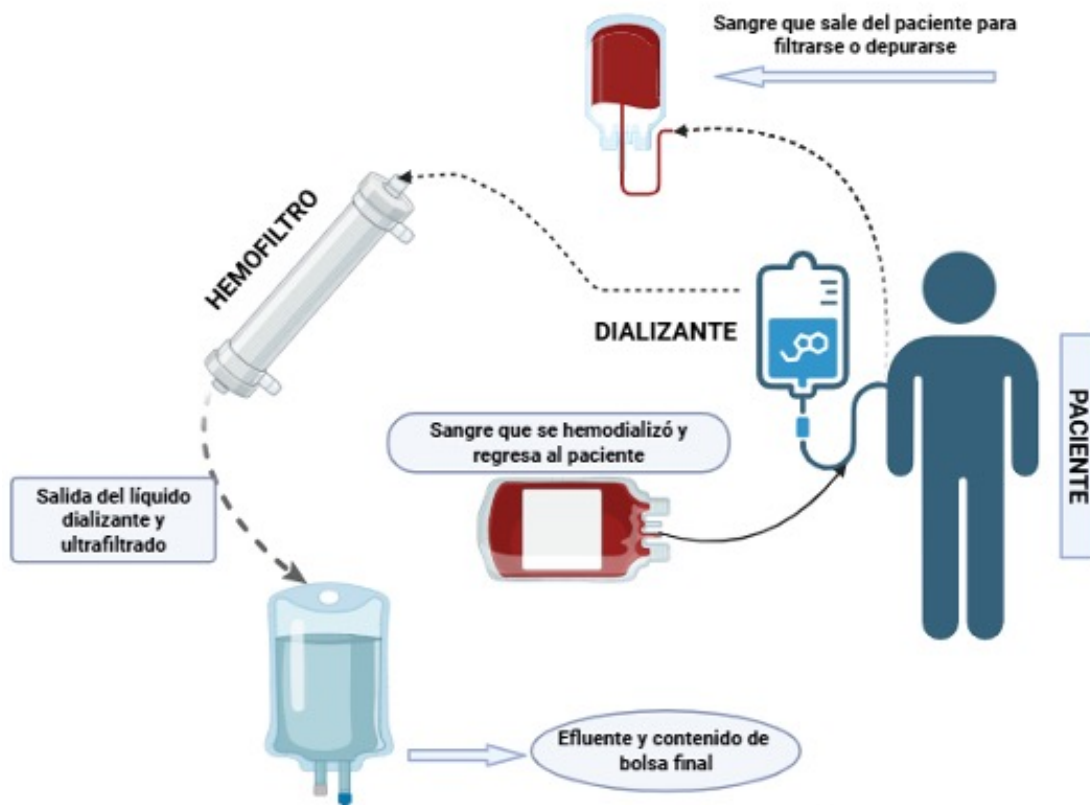 Sangre que sale del paciente para
filtrarse o depurarse
HEMOFILTRO
DIALIZANTE
PACIENTE
Sangre que se hemodializó y
regresa al paciente
Salida del líquido
dializante y
ultrafiltrado
Efluente y contenido de
bolsa final